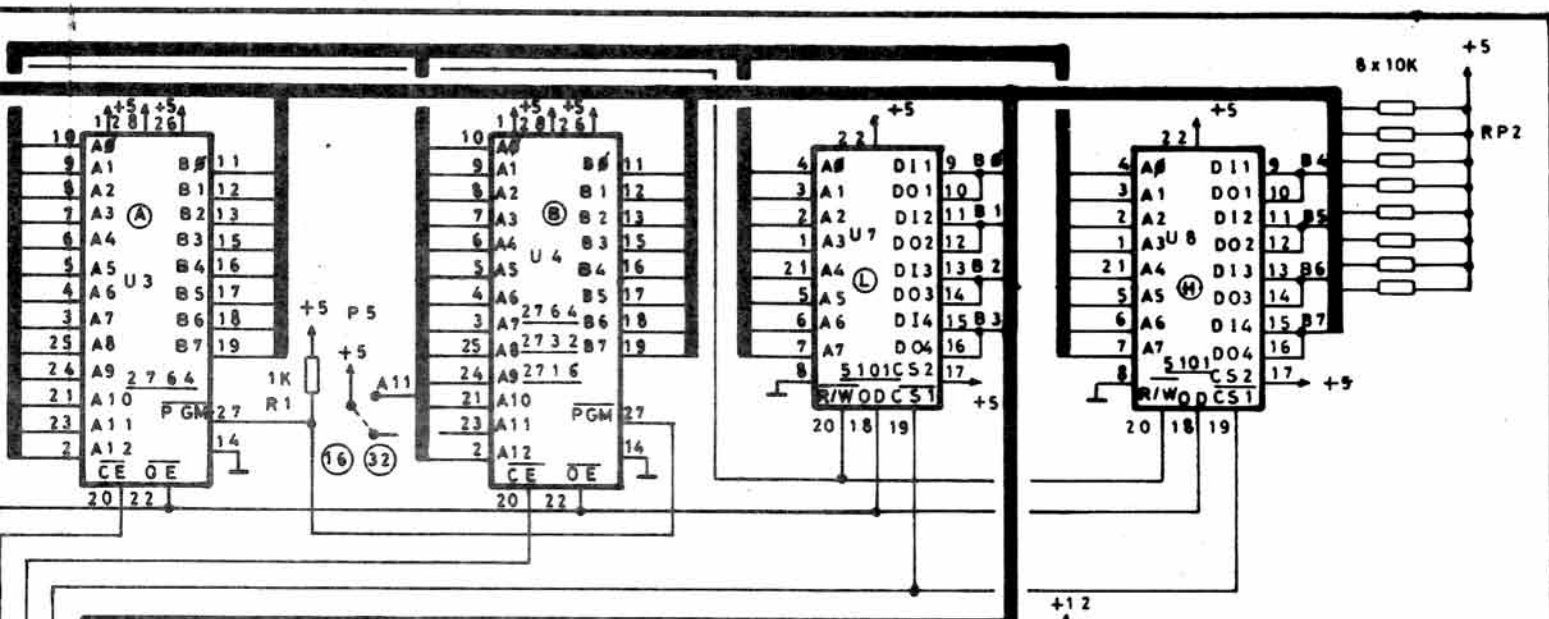 +5
8 x 10K
RP2
+5 +5
1 28 26
10 AØ
9 A1
8 A2
7 A3
6 A4
5 A5
4 A6
3 A7
25 A8
24 A9
21 A10
23 A11
2 A12
BØ 11
B1 12
B2 13
B3 15
B4 16
B5 17
B6 18
B7 19
A
U3
2764
PGM 27
14
CE OE
20 22
+5
1K
R1
P5
+5
A11
16 32
+5 +5
1 28 26
10 AØ
9 A1
8 A2
7 A3
6 A4
5 A5
4 A6
3 A7
25 A8
24 A9
21 A10
23 A11
2 A12
BØ 11
B1 12
B2 13
B3 15
B4 16
B5 17
B6 18
B7 19
B
U4
2764
2732
2716
PGM 27
14
CE OE
20 22
+5
22
4 AØ
3 A1
2 A2
1 A3
21 A4
5 A5
6 A6
7 A7
8
U7
L
DI1 9 BØ
DO1 10
DI2 11 B1
DO2 12
DI3 13 B2
DO3 14
DI4 15 B3
DO4 16
5101 CS2 17
+5
R/W OD CS1
20 18 19
+5
22
4 AØ
3 A1
2 A2
1 A3
21 A4
5 A5
6 A6
7 A7
8
U8
H
DI1 9 B4
DO1 10
DI2 11 B5
DO2 12
DI3 13 B6
DO3 14
DI4 15 B7
DO4 16
5101 CS2 17
+5
R/W OD CS1
20 18 19
+12